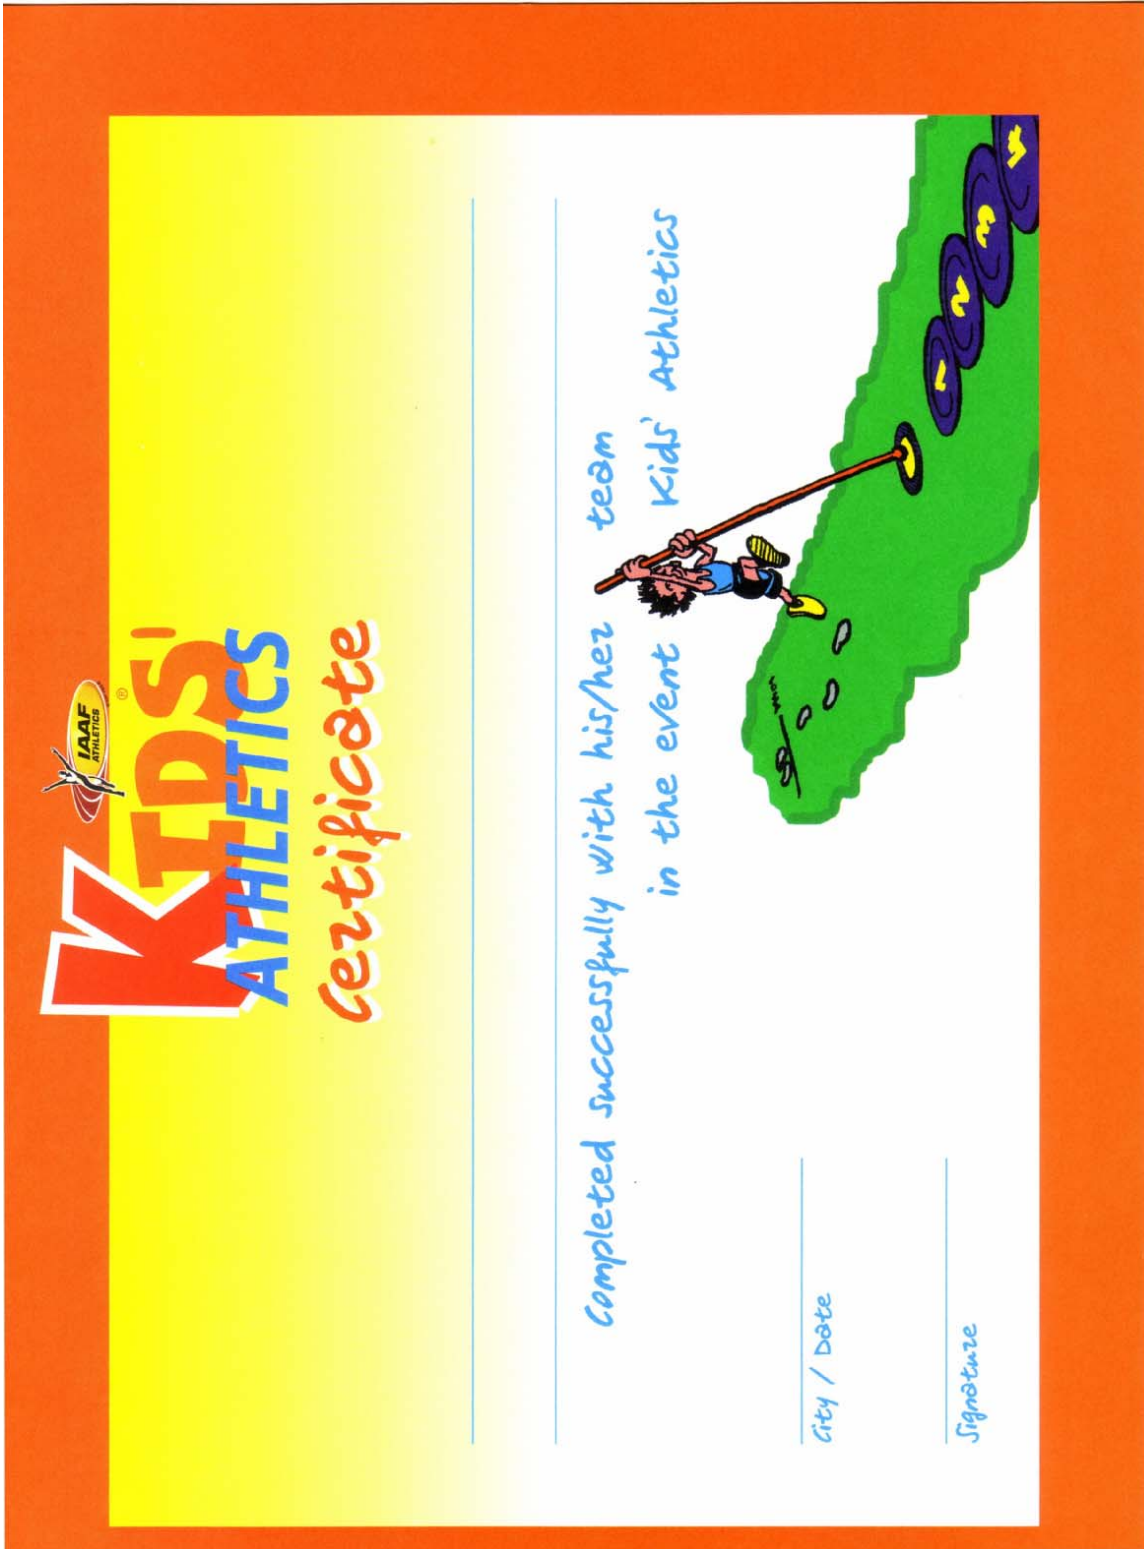 IAAF
ATHLETICS
®
KIDS'
ATHLETICS
Certificate
Completed successfully with his/her team
in the event Kids' Athletics
City / Date
Signature
1
2
3
4